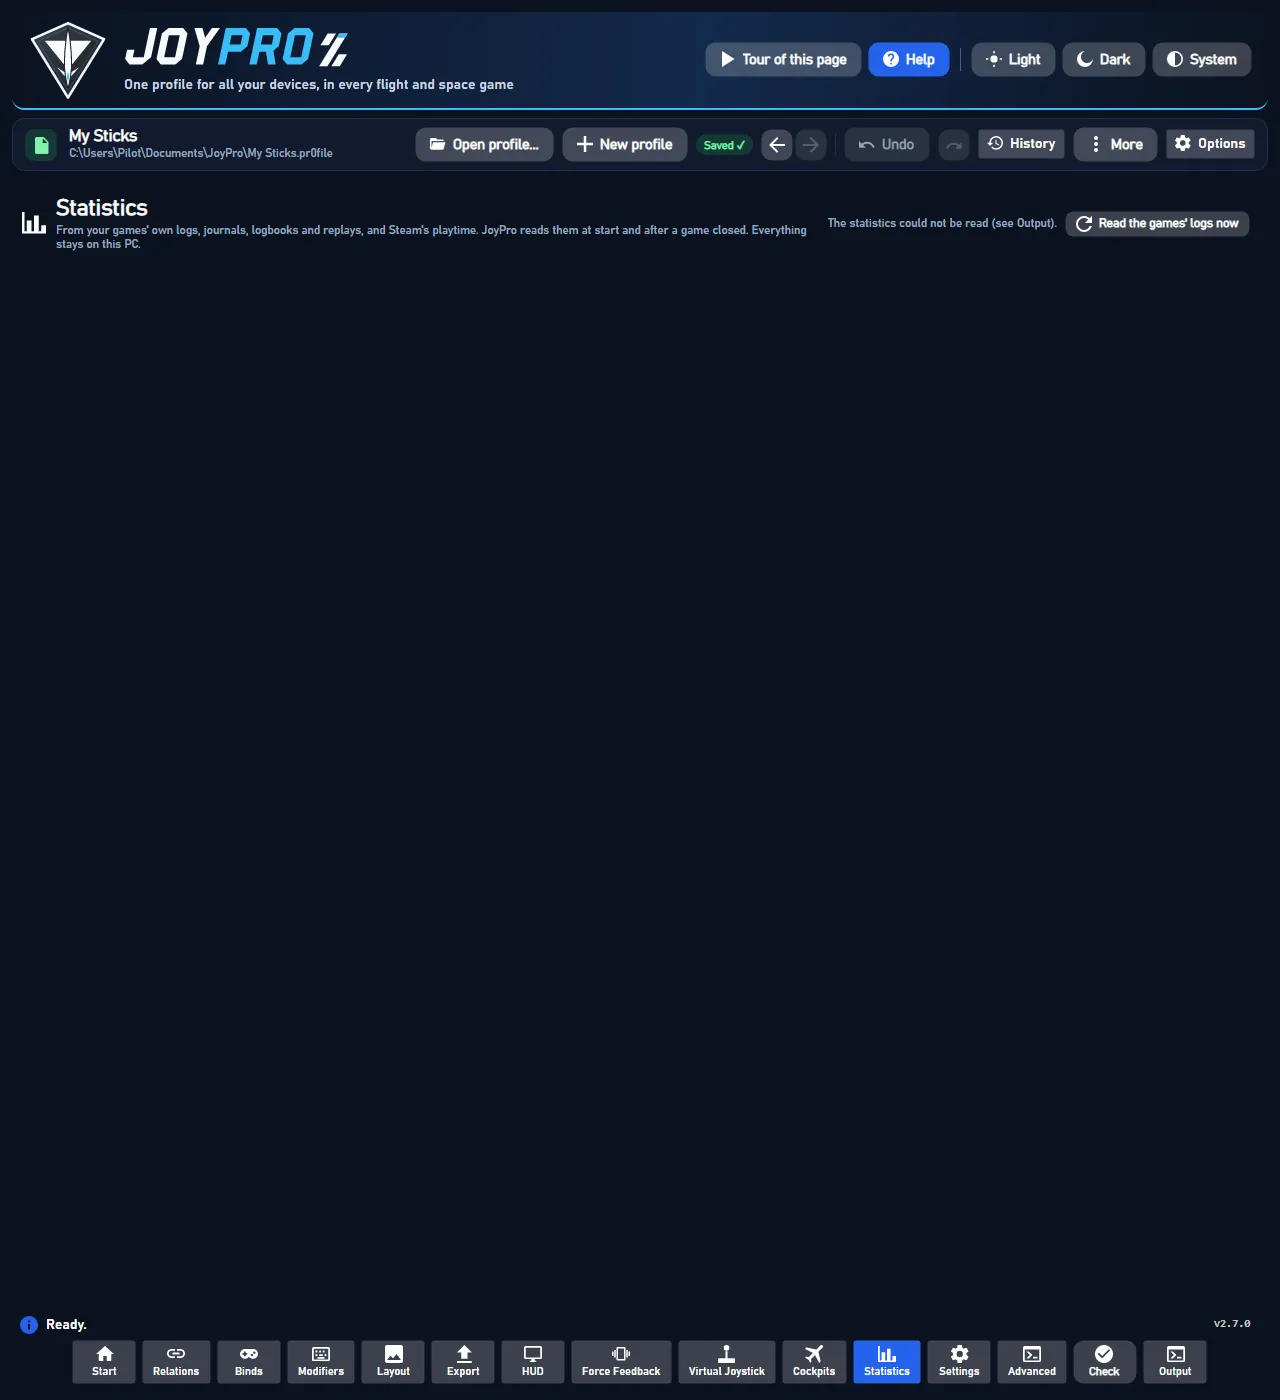 JOYPRO
One profile for all your devices, in every flight and space game
Tour of this page
Help
Light
Dark
System
My Sticks
C:\Users\Pilot\Documents\JoyPro\My Sticks.pr0file
Open profile...
New profile
Saved ✓
Undo
History
More
Options
Statistics
From your games' own logs, journals, logbooks and replays, and Steam's playtime. JoyPro reads them at start and after a game closed. Everything
stays on this PC.
The statistics could not be read (see Output).
Read the games' logs now
Ready.
v2.7.0
Start
Relations
Binds
Modifiers
Layout
Export
HUD
Force Feedback
Virtual Joystick
Cockpits
Statistics
Settings
Advanced
Check
Output